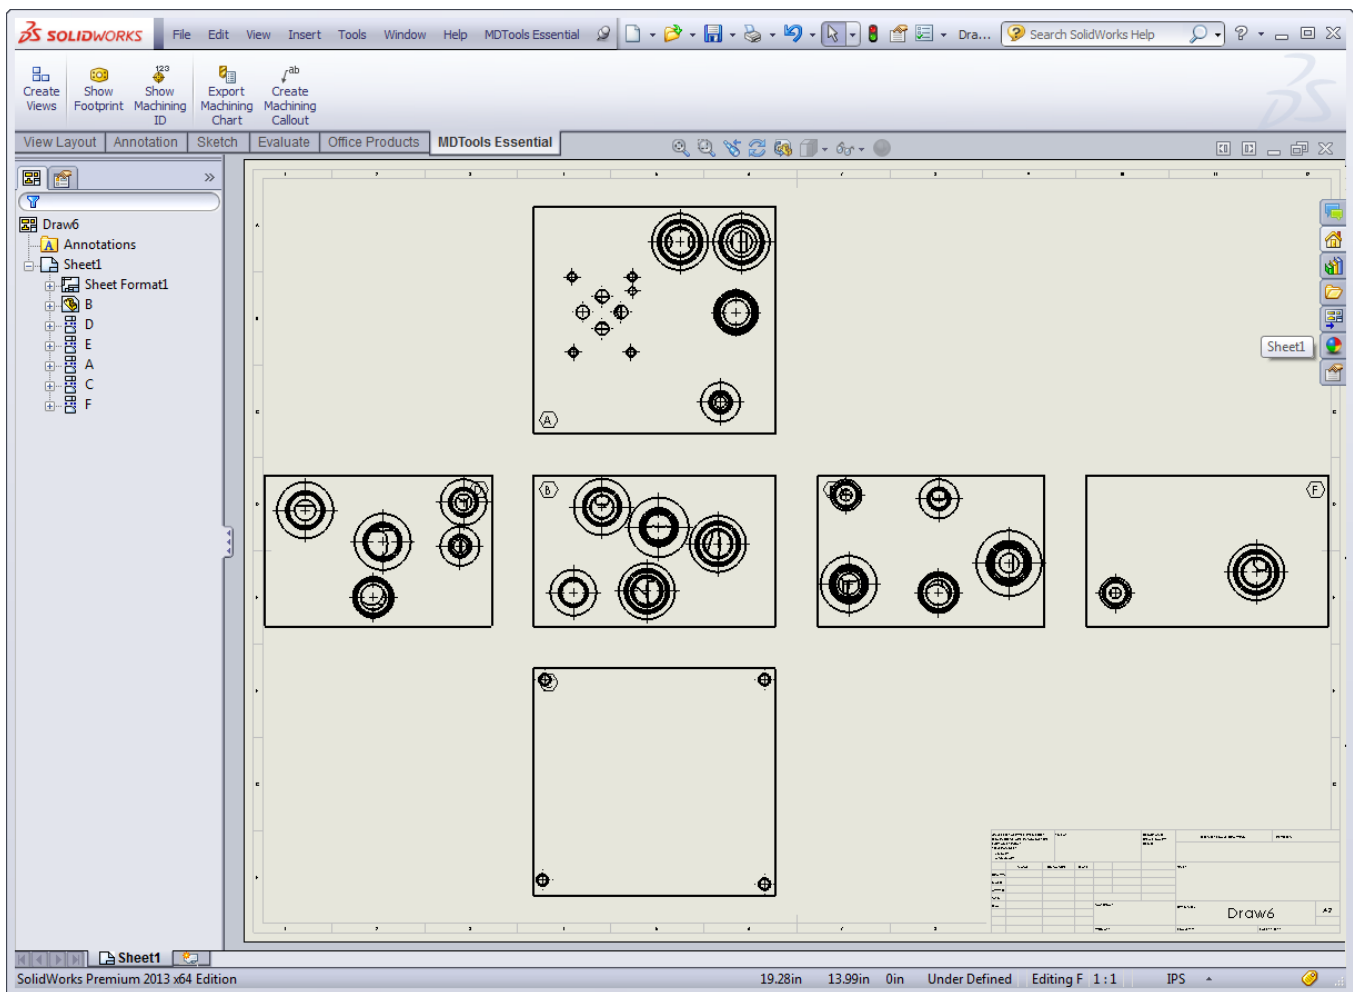 SOLIDWORKS File Edit View Insert Tools Window Help MDTools Essential Dra... Search SolidWorks Help
Create Views
Show Footprint
123
Show Machining ID
Export Machining Chart
ab
Create Machining Callout
View Layout Annotation Sketch Evaluate Office Products MDTools Essential
Draw6
A Annotations
Sheet1
Sheet Format1
B
D
E
A
C
F
Sheet1
A
D
B
F
Draw6
A2
Sheet1
SolidWorks Premium 2013 x64 Edition 19.28in 13.99in 0in Under Defined Editing F 1:1 IPS